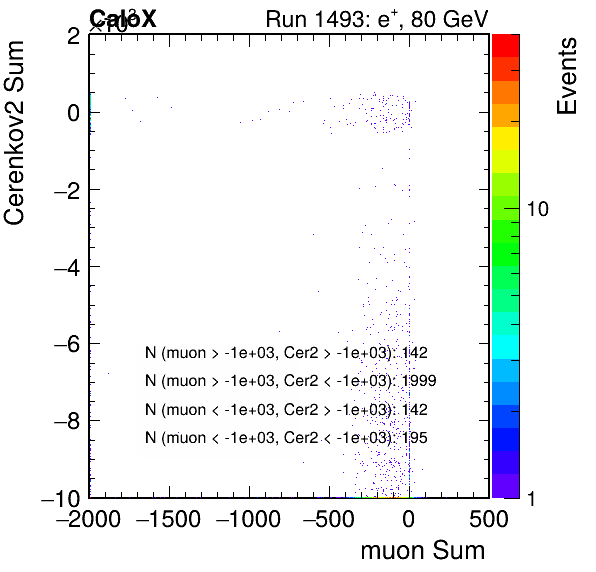 CaloX
×10³
Run 1493: e⁺, 80 GeV
Cerenkov2 Sum
2
0
−2
−4
−6
−8
−10
N (muon > -1e+03, Cer2 > -1e+03): 142
N (muon > -1e+03, Cer2 < -1e+03): 1999
N (muon < -1e+03, Cer2 > -1e+03): 142
N (muon < -1e+03, Cer2 < -1e+03): 195
−2000 −1500 −1000 −500 0 500
muon Sum
Events
10
1